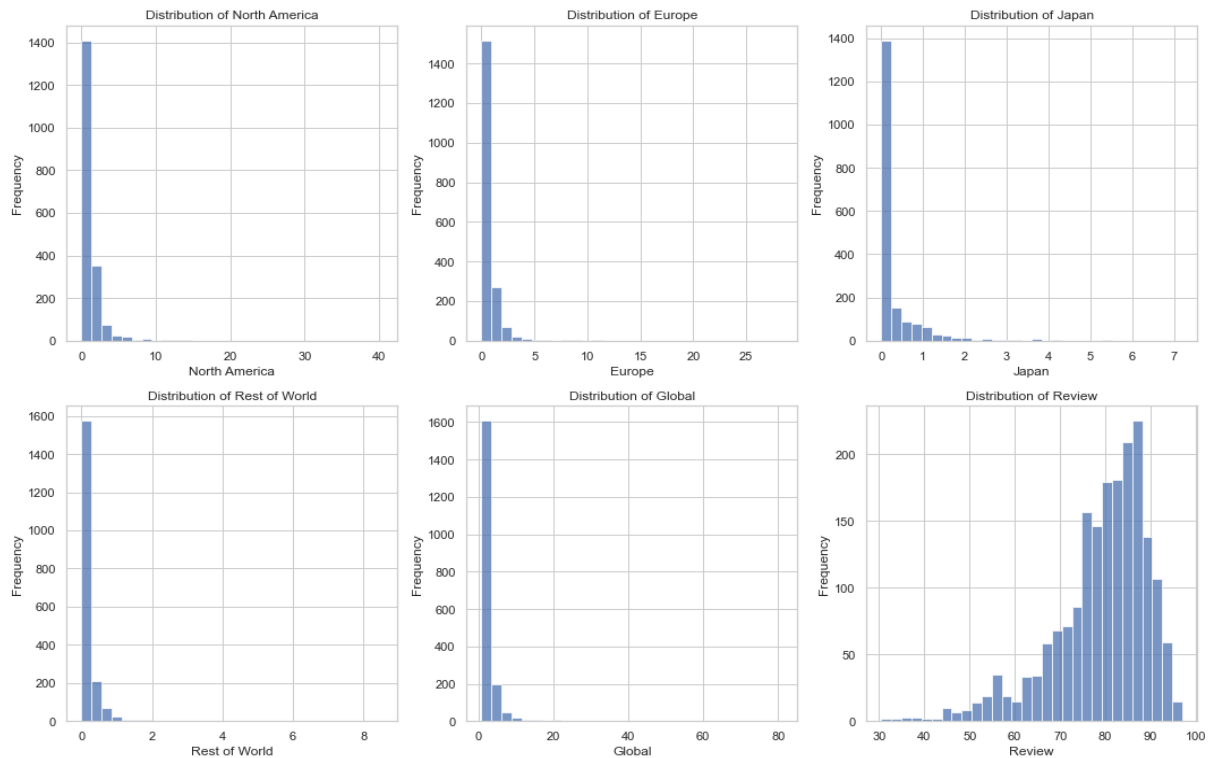 Distribution of North America
1400
1200
1000
800
600
400
200
0
Frequency
0 10 20 30 40
North America
Distribution of Europe
1400
1200
1000
800
600
400
200
0
Frequency
0 5 10 15 20 25
Europe
Distribution of Japan
1400
1200
1000
800
600
400
200
0
Frequency
0 1 2 3 4 5 6 7
Japan
Distribution of Rest of World
1600
1400
1200
1000
800
600
400
200
0
Frequency
0 2 4 6 8
Rest of World
Distribution of Global
1600
1400
1200
1000
800
600
400
200
0
Frequency
0 20 40 60 80
Global
Distribution of Review
200
150
100
50
0
Frequency
30 40 50 60 70 80 90 100
Review